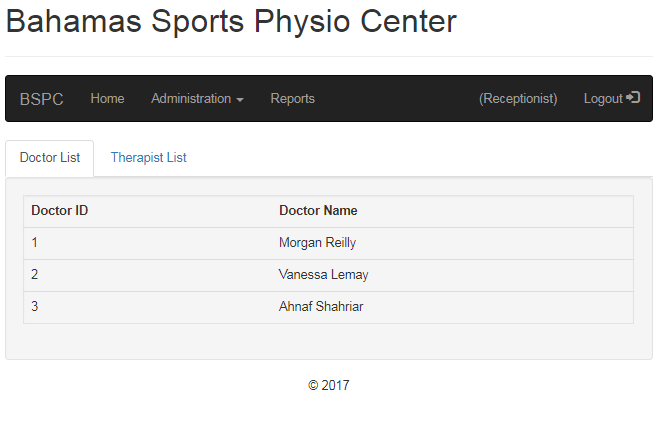 Bahamas Sports Physio Center
BSPC Home Administration Reports (Receptionist) Logout
Doctor List Therapist List
Doctor ID Doctor Name
1 Morgan Reilly
2 Vanessa Lemay
3 Ahnaf Shahriar
© 2017